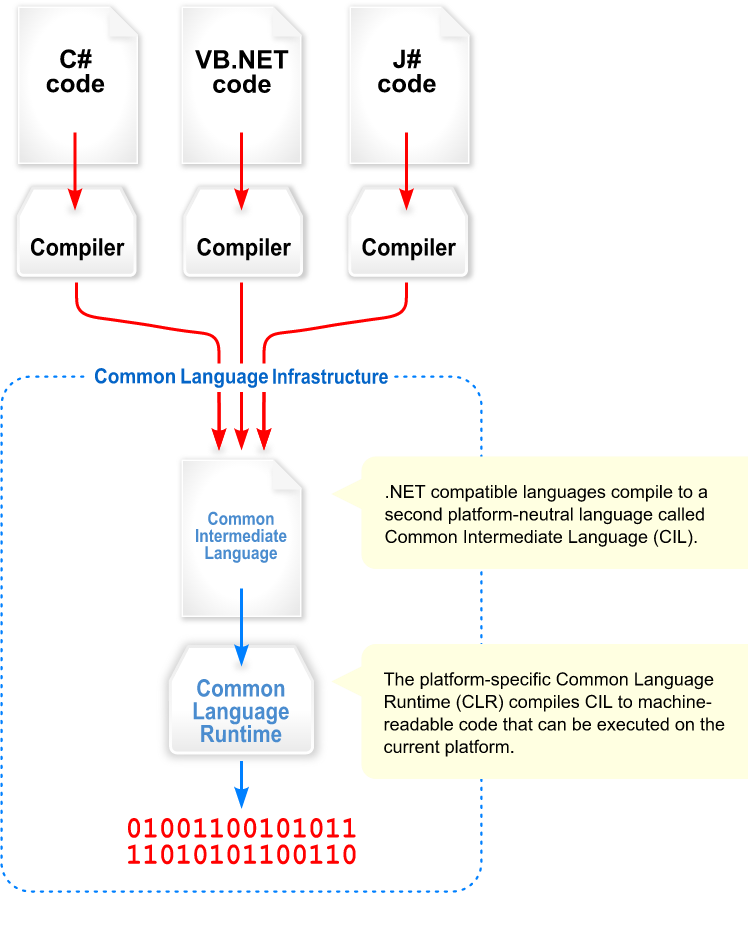 C#
code
VB.NET
code
J#
code
Compiler
Compiler
Compiler
Common Language Infrastructure
Common
Intermediate
Language
.NET compatible languages compile to a
second platform-neutral language called
Common Intermediate Language (CIL).
Common
Language
Runtime
The platform-specific Common Language
Runtime (CLR) compiles CIL to machine-
readable code that can be executed on the
current platform.
01001100101011
11010101100110